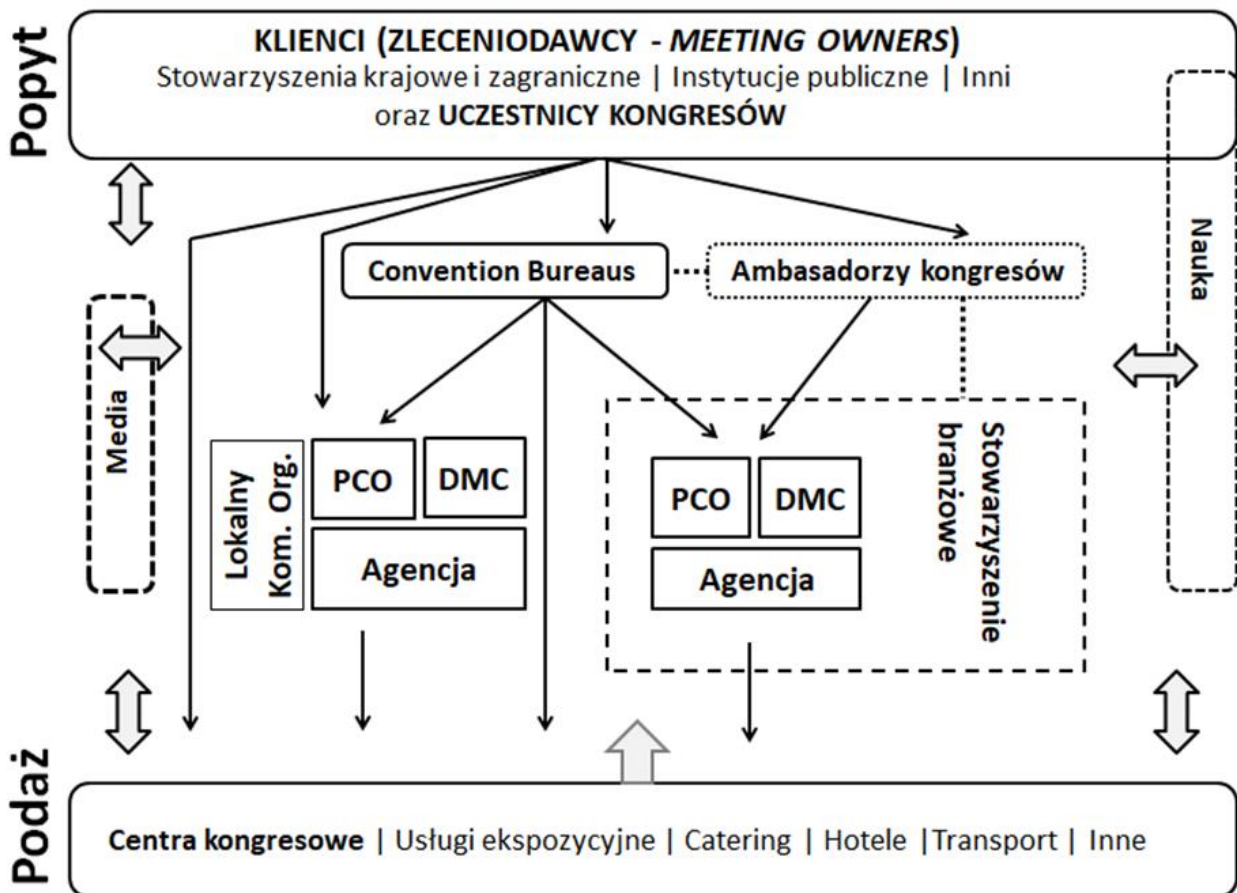 Popyt
KLIENCI (ZLECENIODAWCY - MEETING OWNERS)
Stowarzyszenia krajowe i zagraniczne | Instytucje publiczne | Inni
oraz UCZESTNICY KONGRESÓW
Convention Bureaus
Ambasadorzy kongresów
Nauka
Media
Lokalny
Kom. Org.
PCO
DMC
Agencja
PCO
DMC
Agencja
Stowarzyszenie
branżowe
Podaż
Centra kongresowe | Usługi ekspozycyjne | Catering | Hotele |Transport | Inne